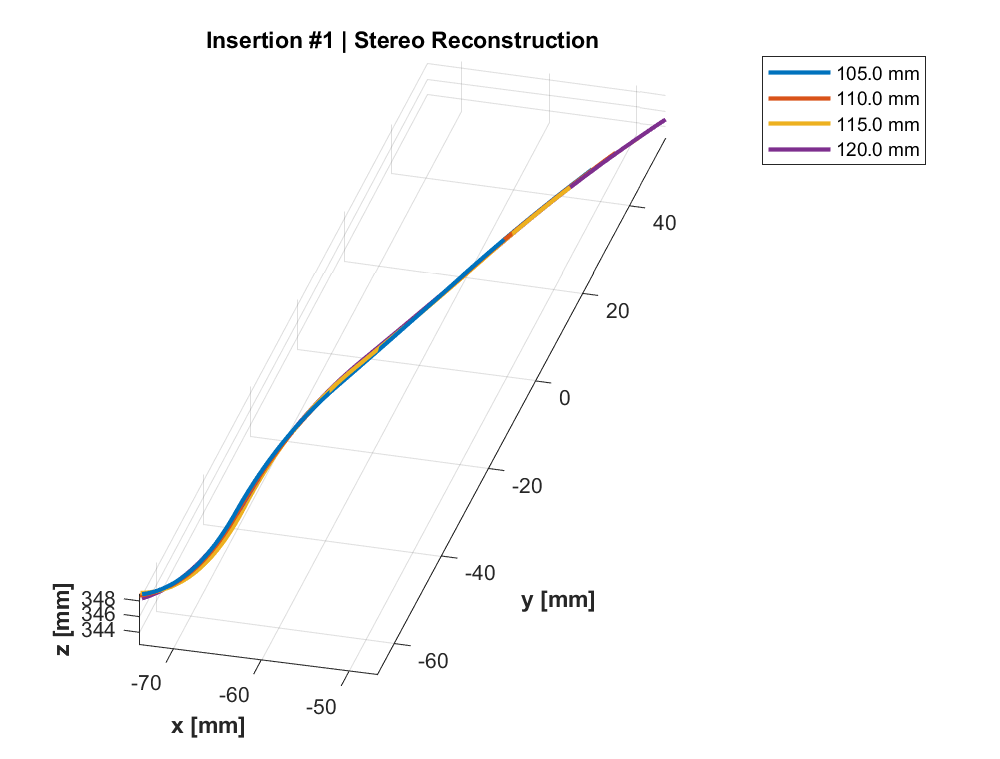 Insertion #1 | Stereo Reconstruction
105.0 mm
110.0 mm
115.0 mm
120.0 mm
40
20
0
-20
-40
-60
y [mm]
348
346
344
z [mm]
-70
-60
-50
x [mm]